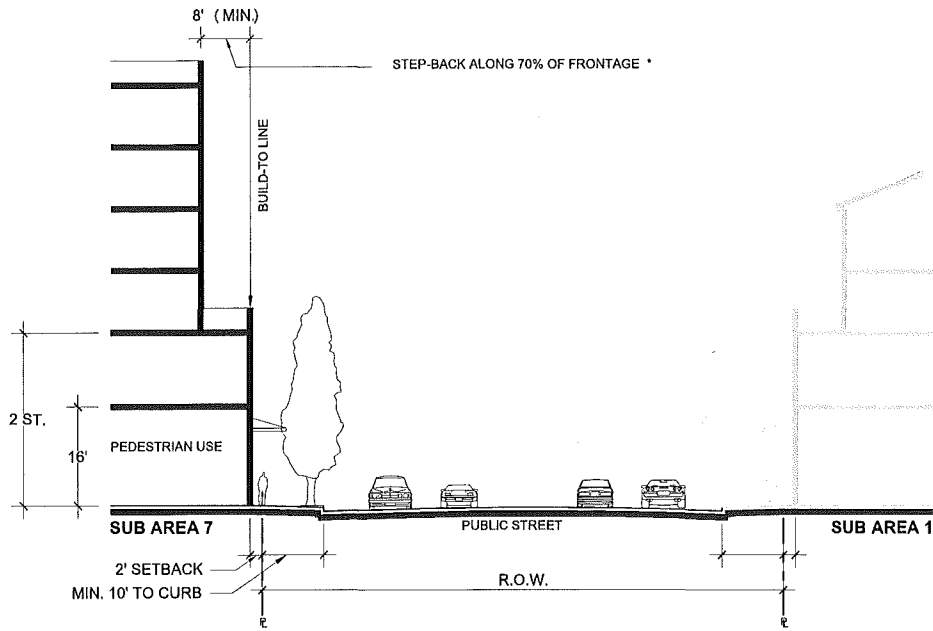 8' (MIN.)
STEP-BACK ALONG 70% OF FRONTAGE *
BUILD-TO LINE
2 ST.
16'
PEDESTRIAN USE
SUB AREA 7
PUBLIC STREET
SUB AREA 1
2' SETBACK
MIN. 10' TO CURB
R.O.W.
℄
℄